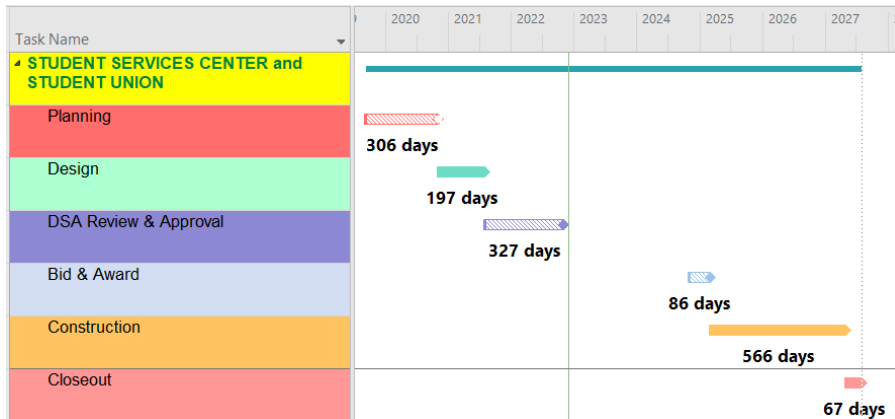 2020 2021 2022 2023 2024 2025 2026 2027
Task Name
STUDENT SERVICES CENTER and
STUDENT UNION
Planning
306 days
Design
197 days
DSA Review & Approval
327 days
Bid & Award
86 days
Construction
566 days
Closeout
67 days